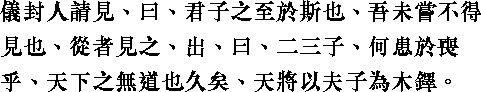 儀封人請見、曰、君子之至於斯也、吾未嘗不得
見也、從者見之、出、曰、二三子、何患於喪
乎、天下之無道也久矣、天將以夫子為木鐸。